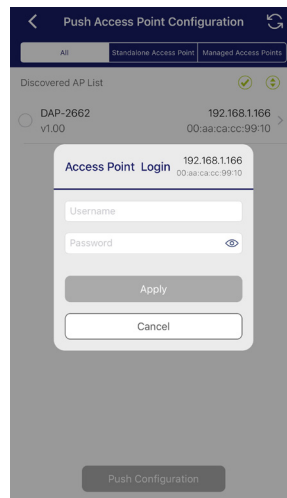 Push Access Point Configuration
All Standalone Access Point Managed Access Points
Discovered AP List
DAP-2662 192.168.1.166
v1.00 00:aa:ca:cc:99:10
Access Point Login 192.168.1.166
00:aa:ca:cc:99:10
Username
Password
Apply
Cancel
Push Configuration